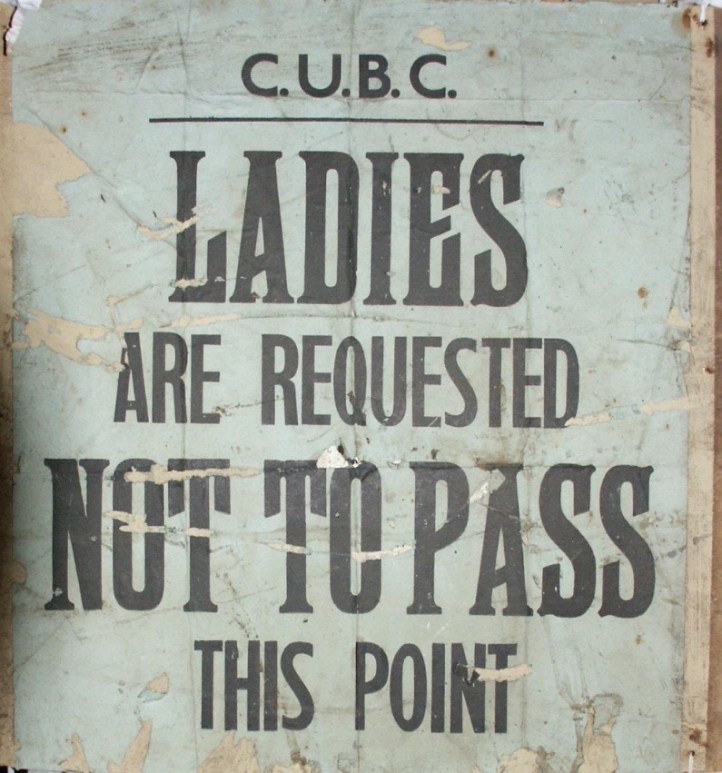 C.U.B.C.
LADIES
ARE REQUESTED
NOT TO PASS
THIS POINT